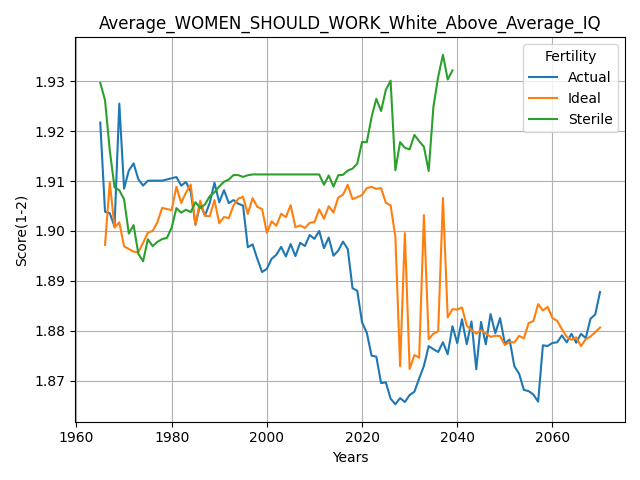 Average_WOMEN_SHOULD_WORK_White_Above_Average_IQ
Fertility
Actual
Ideal
Sterile
Score(1-2)
1.93
1.92
1.91
1.90
1.89
1.88
1.87
1960
1980
2000
2020
2040
2060
Years